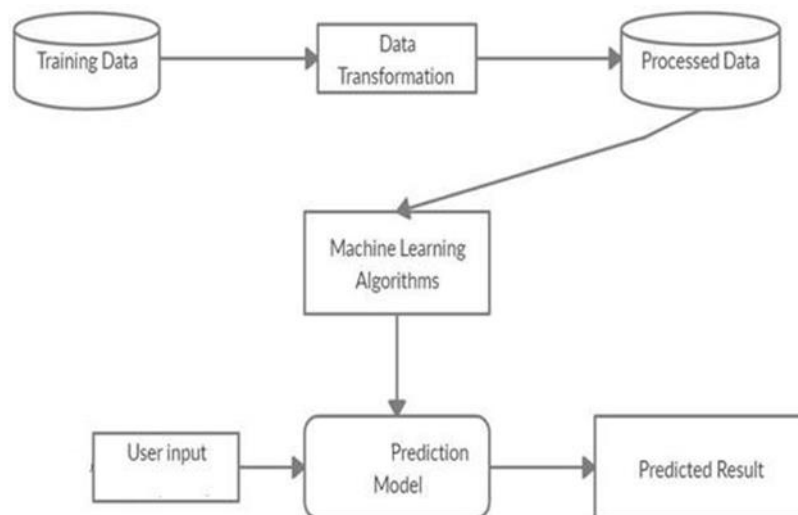 Training Data
Data
Transformation
Processed Data
Machine Learning
Algorithms
User input
Prediction
Model
Predicted Result